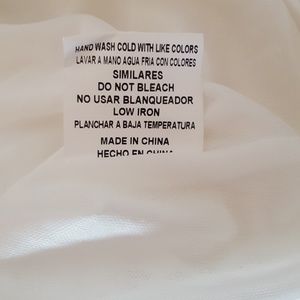 HAND WASH COLD WITH LIKE COLORS
LAVAR A MANO AGUA FRIA CON COLORES
SIMILARES
DO NOT BLEACH
NO USAR BLANQUEADOR
LOW IRON
PLANCHAR A BAJA TEMPERATURA
MADE IN CHINA
HECHO EN CHINA